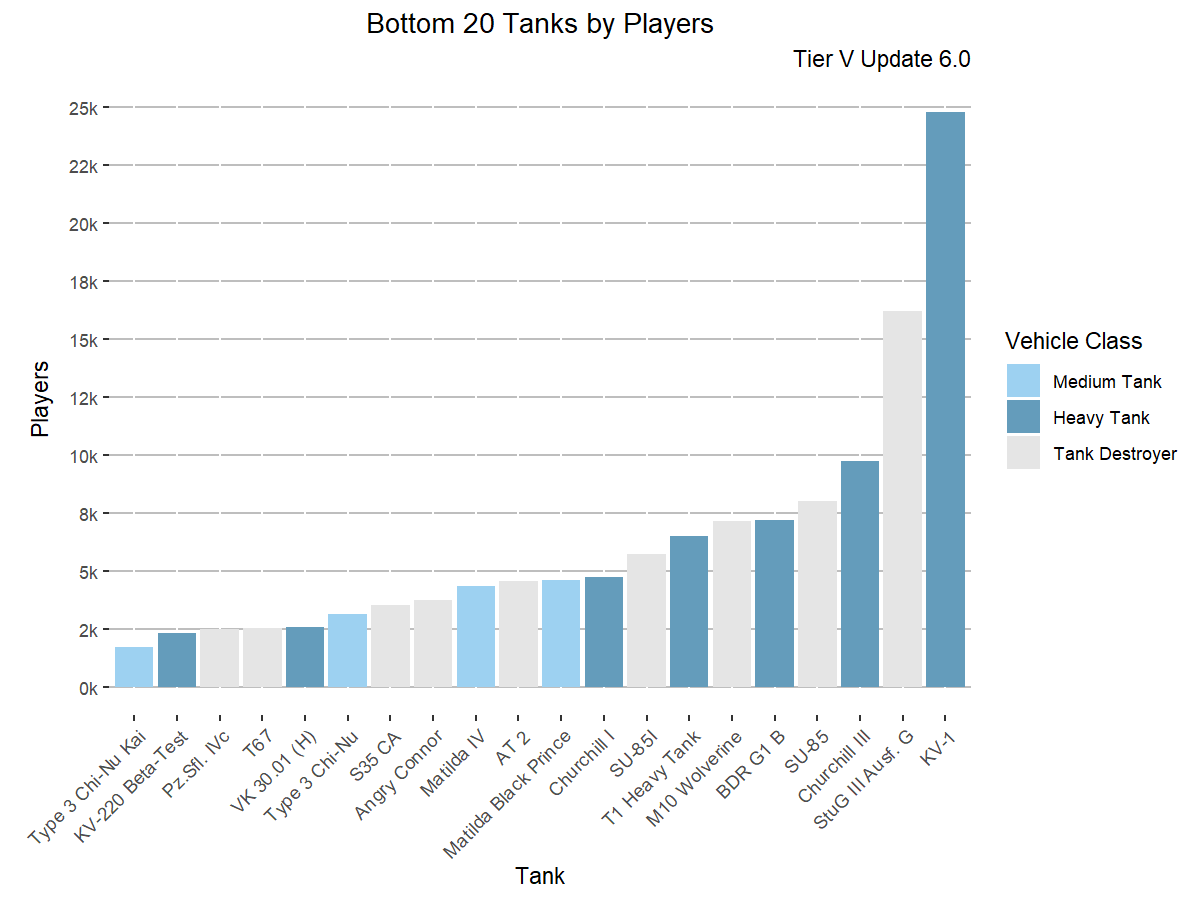 Bottom 20 Tanks by Players
Tier V Update 6.0
25k
22k
20k
18k
15k
12k
10k
8k
5k
2k
0k
Players
Type 3 Chi-Nu Kai
KV-220 Beta-Test
Pz.Sfl. IVc
T67
VK 30.01 (H)
Type 3 Chi-Nu
S35 CA
Angry Connor
Matilda IV
AT 2
Matilda Black Prince
Churchill I
SU-85I
T1 Heavy Tank
M10 Wolverine
BDR G1 B
SU-85
Churchill III
StuG III Ausf. G
KV-1
Tank
Vehicle Class
Medium Tank
Heavy Tank
Tank Destroyer